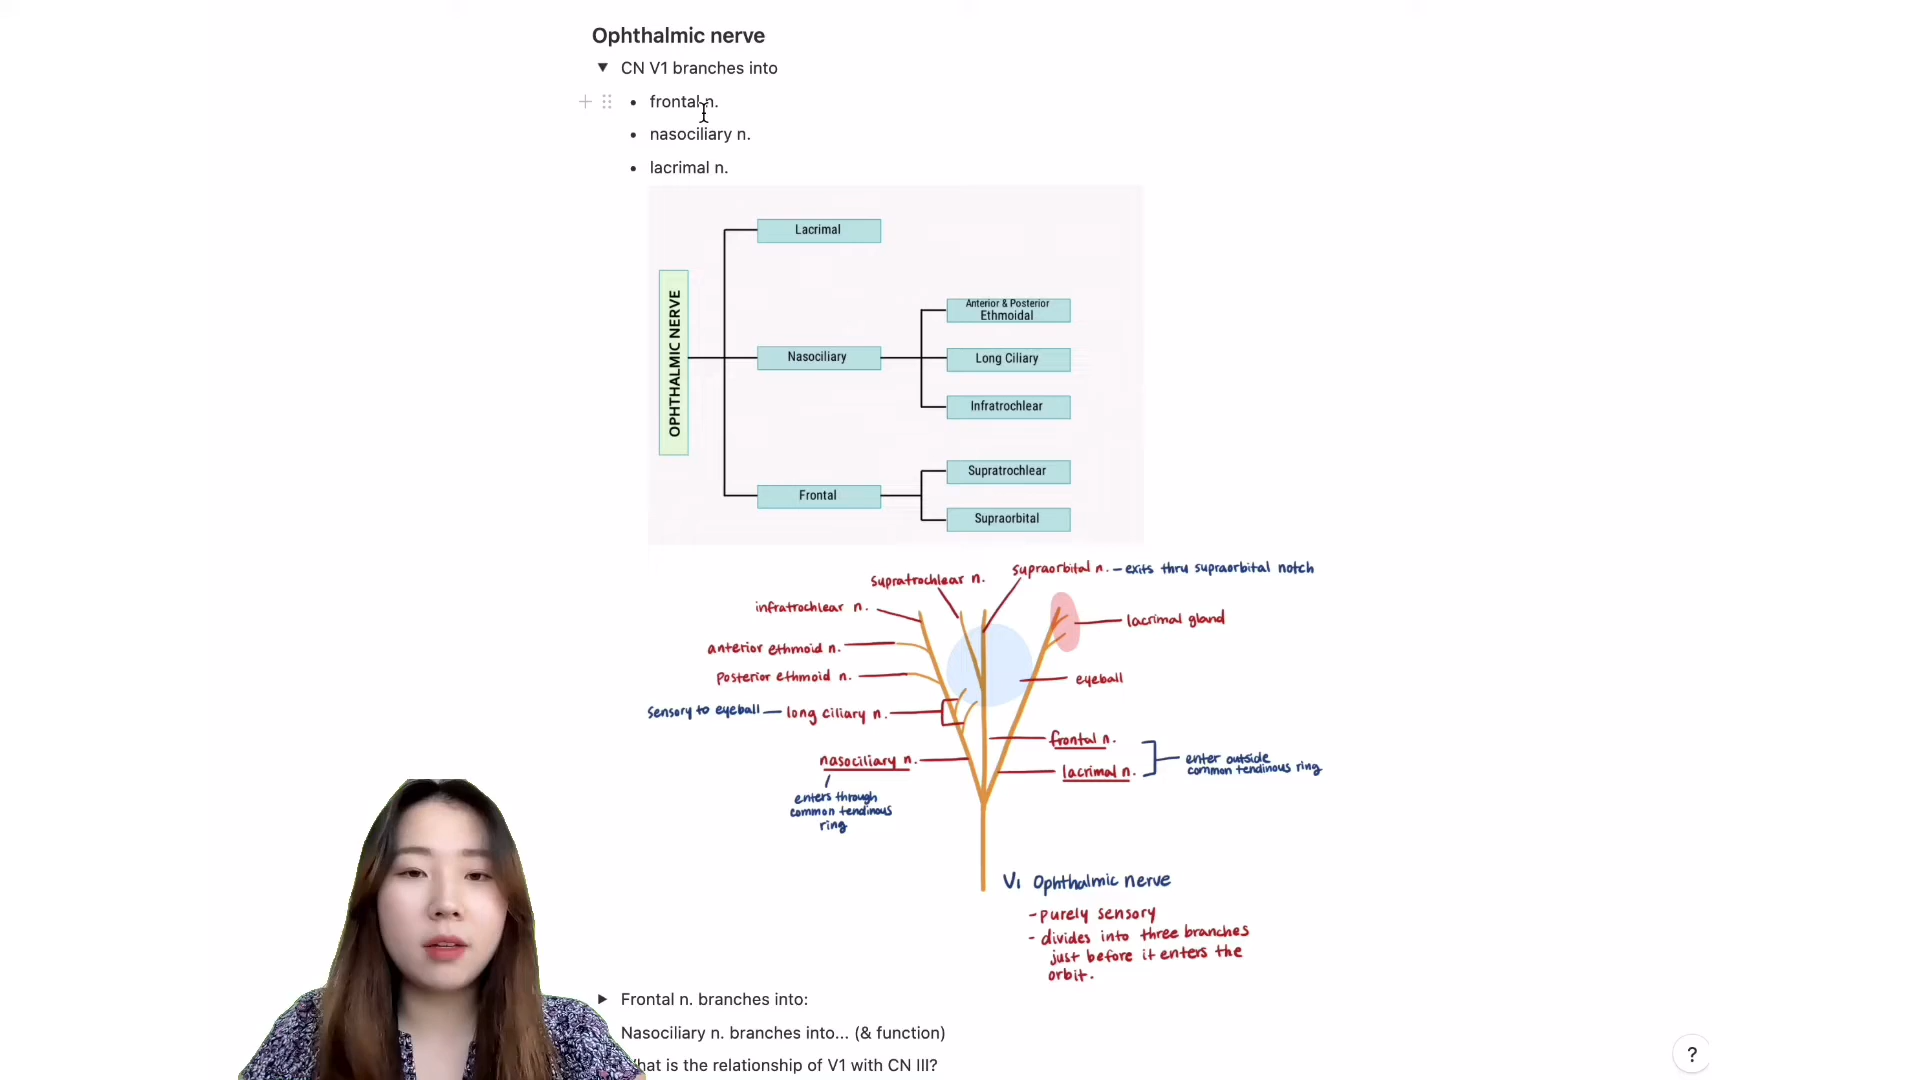 Ophthalmic nerve
▼ CN V1 branches into
• frontal n.
• nasociliary n.
• lacrimal n.
OPHTHALMIC NERVE
Lacrimal
Nasociliary
Frontal
Anterior & Posterior
Ethmoidal
Long Ciliary
Infratrochlear
Supratrochlear
Supraorbital
supratrochlear n.
supraorbital n. – exits thru supraorbital notch
infratrochlear n.
lacrimal gland
anterior ethmoid n.
posterior ethmoid n.
eyeball
sensory to eyeball — long ciliary n.
frontal n.
nasociliary n.
lacrimal n.
enter outside
common tendinous ring
enters through
common tendinous
ring
V1 Ophthalmic nerve
- purely sensory
- divides into three branches
just before it enters the
orbit.
▶ Frontal n. branches into:
Nasociliary n. branches into... (& function)
hat is the relationship of V1 with CN III?
?